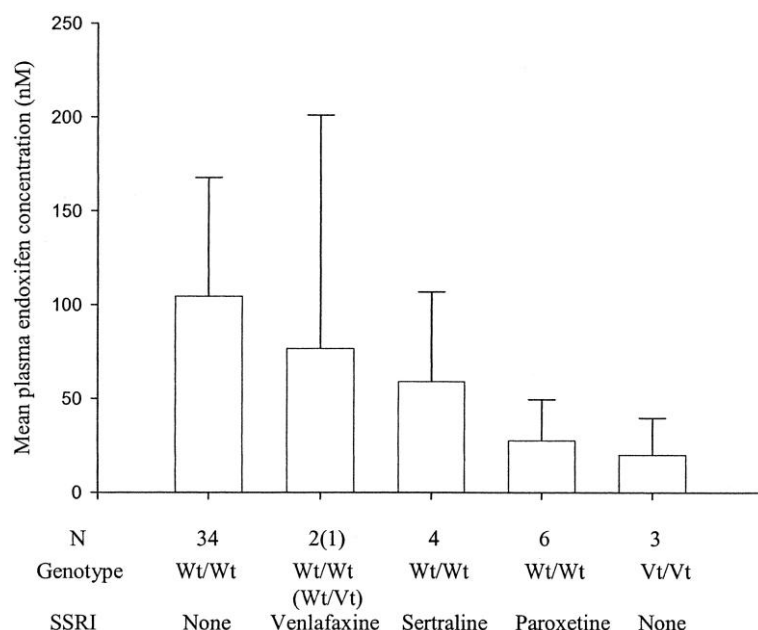 Mean plasma endoxifen concentration (nM)
250
200
150
100
50
0
N 34 2(1) 4 6 3
Genotype Wt/Wt Wt/Wt Wt/Wt Wt/Wt Vt/Vt
(Wt/Vt)
SSRI None Venlafaxine Sertraline Paroxetine None